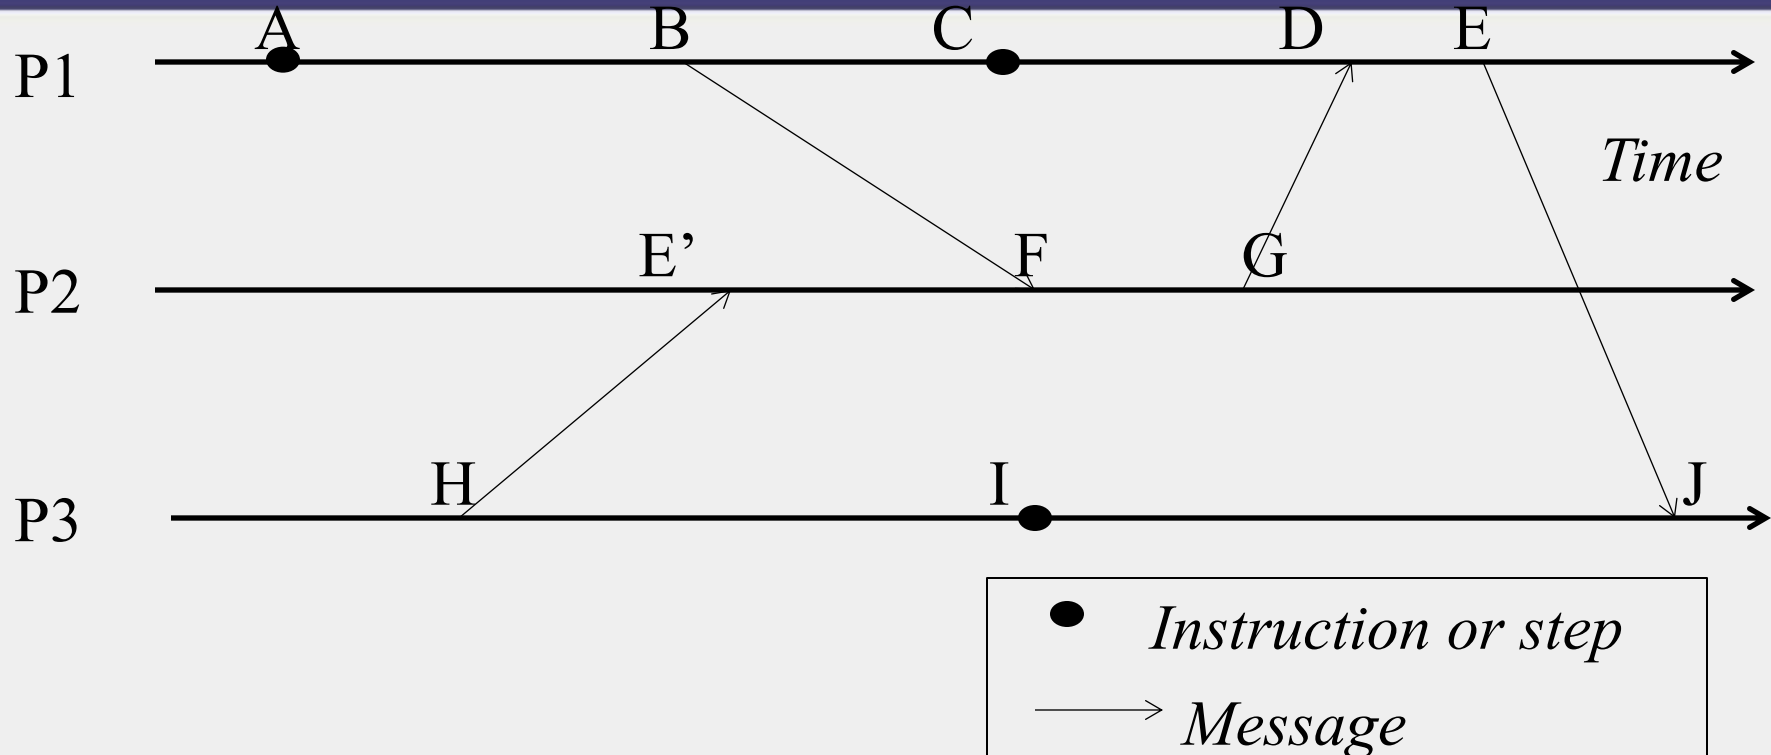 A B C D E
P1
Time
E’ F G
P2
H I J
P3
Instruction or step
Message